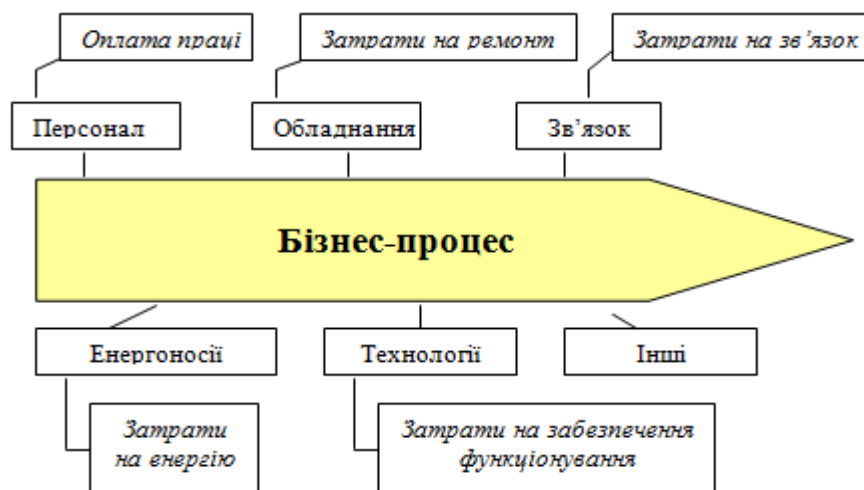 Оплата праці
Затрати на ремонт
Затрати на зв’язок
Персонал
Обладнання
Зв’язок
Бізнес-процес
Енергоносії
Технології
Інші
Затрати
на енергію
Затрати на забезпечення
функціонування